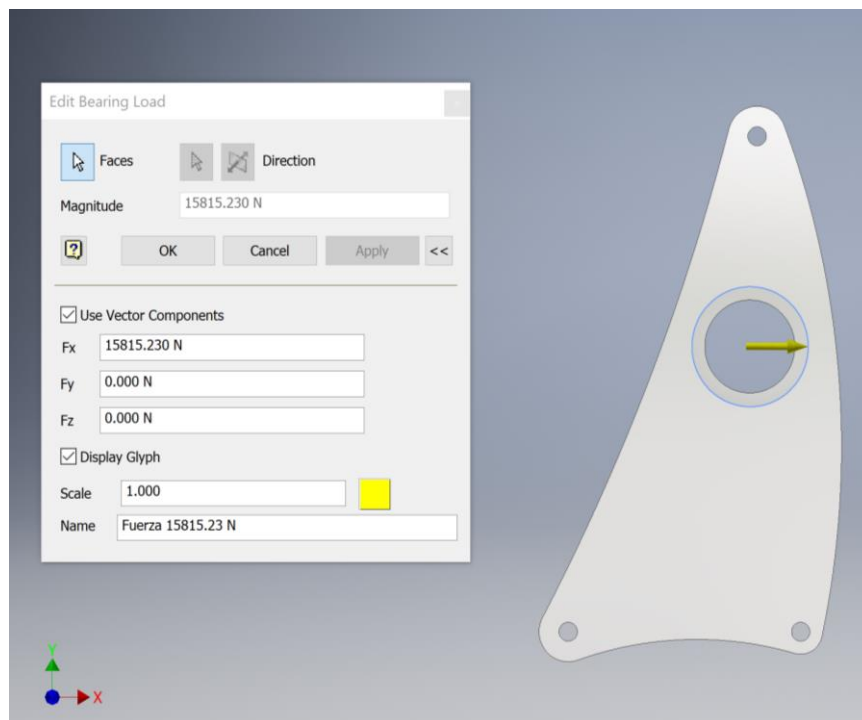 Edit Bearing Load
Faces
Direction
Magnitude
15815.230 N
OK Cancel Apply <<
Use Vector Components
Fx 15815.230 N
Fy 0.000 N
Fz 0.000 N
Display Glyph
Scale 1.000
Name Fuerza 15815.23 N
Y
X